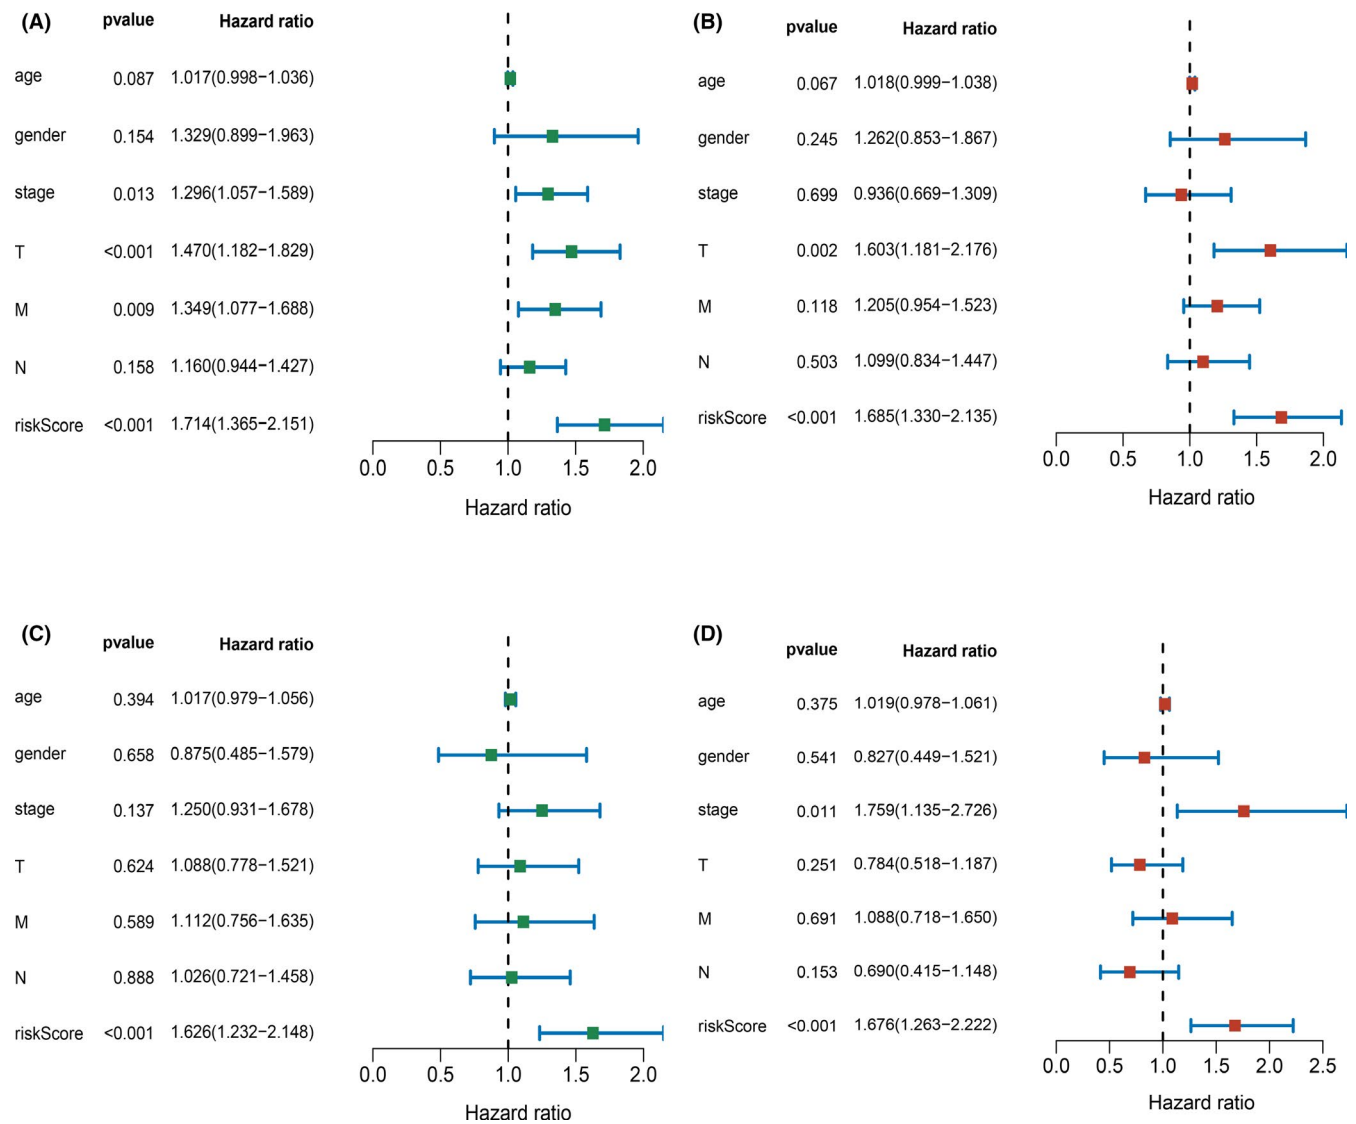 (A) pvalue Hazard ratio
age 0.087 1.017(0.998−1.036)
gender 0.154 1.329(0.899−1.963)
stage 0.013 1.296(1.057−1.589)
T <0.001 1.470(1.182−1.829)
M 0.009 1.349(1.077−1.688)
N 0.158 1.160(0.944−1.427)
riskScore <0.001 1.714(1.365−2.151)
0.0 0.5 1.0 1.5 2.0
Hazard ratio
(B) pvalue Hazard ratio
age 0.067 1.018(0.999−1.038)
gender 0.245 1.262(0.853−1.867)
stage 0.699 0.936(0.669−1.309)
T 0.002 1.603(1.181−2.176)
M 0.118 1.205(0.954−1.523)
N 0.503 1.099(0.834−1.447)
riskScore <0.001 1.685(1.330−2.135)
0.0 0.5 1.0 1.5 2.0
Hazard ratio
(C) pvalue Hazard ratio
age 0.394 1.017(0.979−1.056)
gender 0.658 0.875(0.485−1.579)
stage 0.137 1.250(0.931−1.678)
T 0.624 1.088(0.778−1.521)
M 0.589 1.112(0.756−1.635)
N 0.888 1.026(0.721−1.458)
riskScore <0.001 1.626(1.232−2.148)
0.0 0.5 1.0 1.5 2.0
Hazard ratio
(D) pvalue Hazard ratio
age 0.375 1.019(0.978−1.061)
gender 0.541 0.827(0.449−1.521)
stage 0.011 1.759(1.135−2.726)
T 0.251 0.784(0.518−1.187)
M 0.691 1.088(0.718−1.650)
N 0.153 0.690(0.415−1.148)
riskScore <0.001 1.676(1.263−2.222)
0.0 0.5 1.0 1.5 2.0 2.5
Hazard ratio